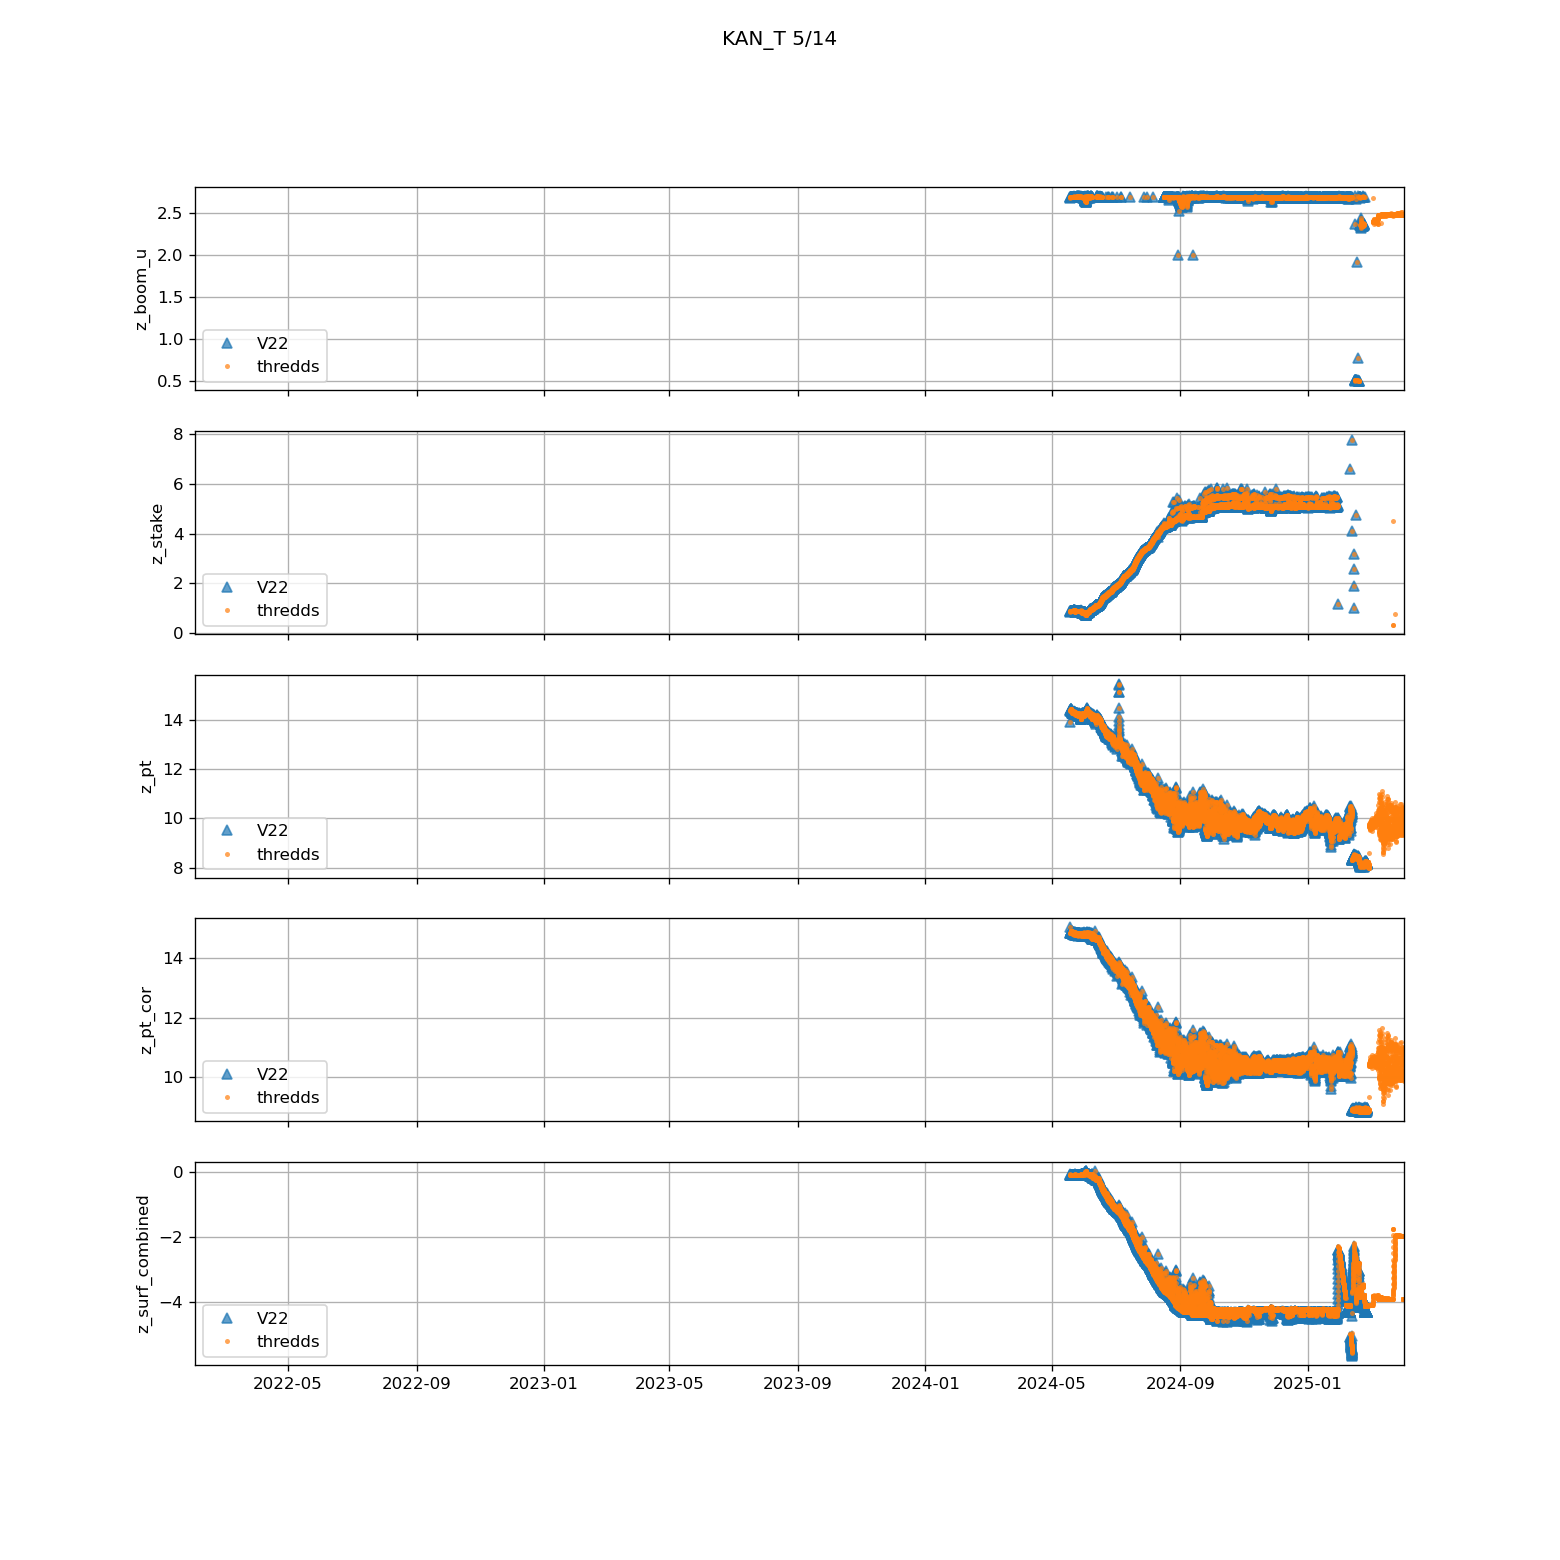 KAN_T 5/14
z_boom_u
2.5
2.0
1.5
1.0
0.5
V22
thredds
z_stake
8
6
4
2
0
V22
thredds
z_pt
14
12
10
8
V22
thredds
z_pt_cor
14
12
10
V22
thredds
z_surf_combined
0
−2
−4
V22
thredds
2022-05 2022-09 2023-01 2023-05 2023-09 2024-01 2024-05 2024-09 2025-01